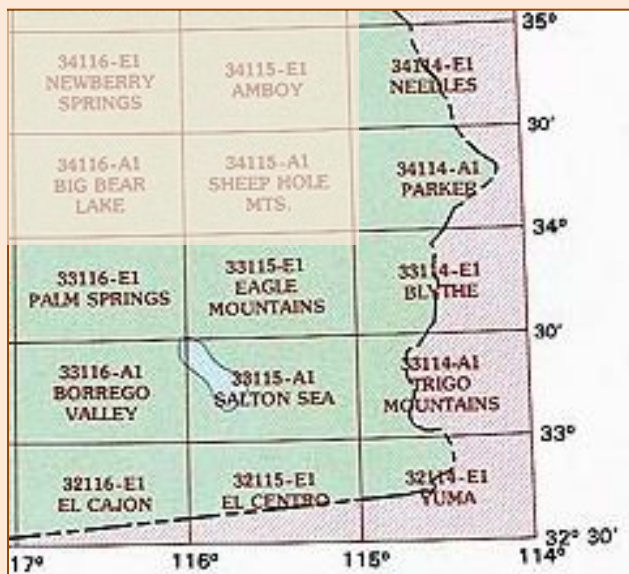 35°
34116-E1
NEWBERRY
SPRINGS
34115-E1
AMBOY
34114-E1
NEEDLES
30'
34116-A1
BIG BEAR
LAKE
34115-A1
SHEEP HOLE
MTS.
34114-A1
PARKER
34°
33116-E1
PALM SPRINGS
33115-E1
EAGLE
MOUNTAINS
33114-E1
BLYTHE
30'
33116-A1
BORREGO
VALLEY
33115-A1
SALTON SEA
33114-A1
TRIGO
MOUNTAINS
33°
32116-E1
EL CAJON
32115-E1
EL CENTRO
32114-E1
YUMA
32° 30'
17°
116°
115°
114°